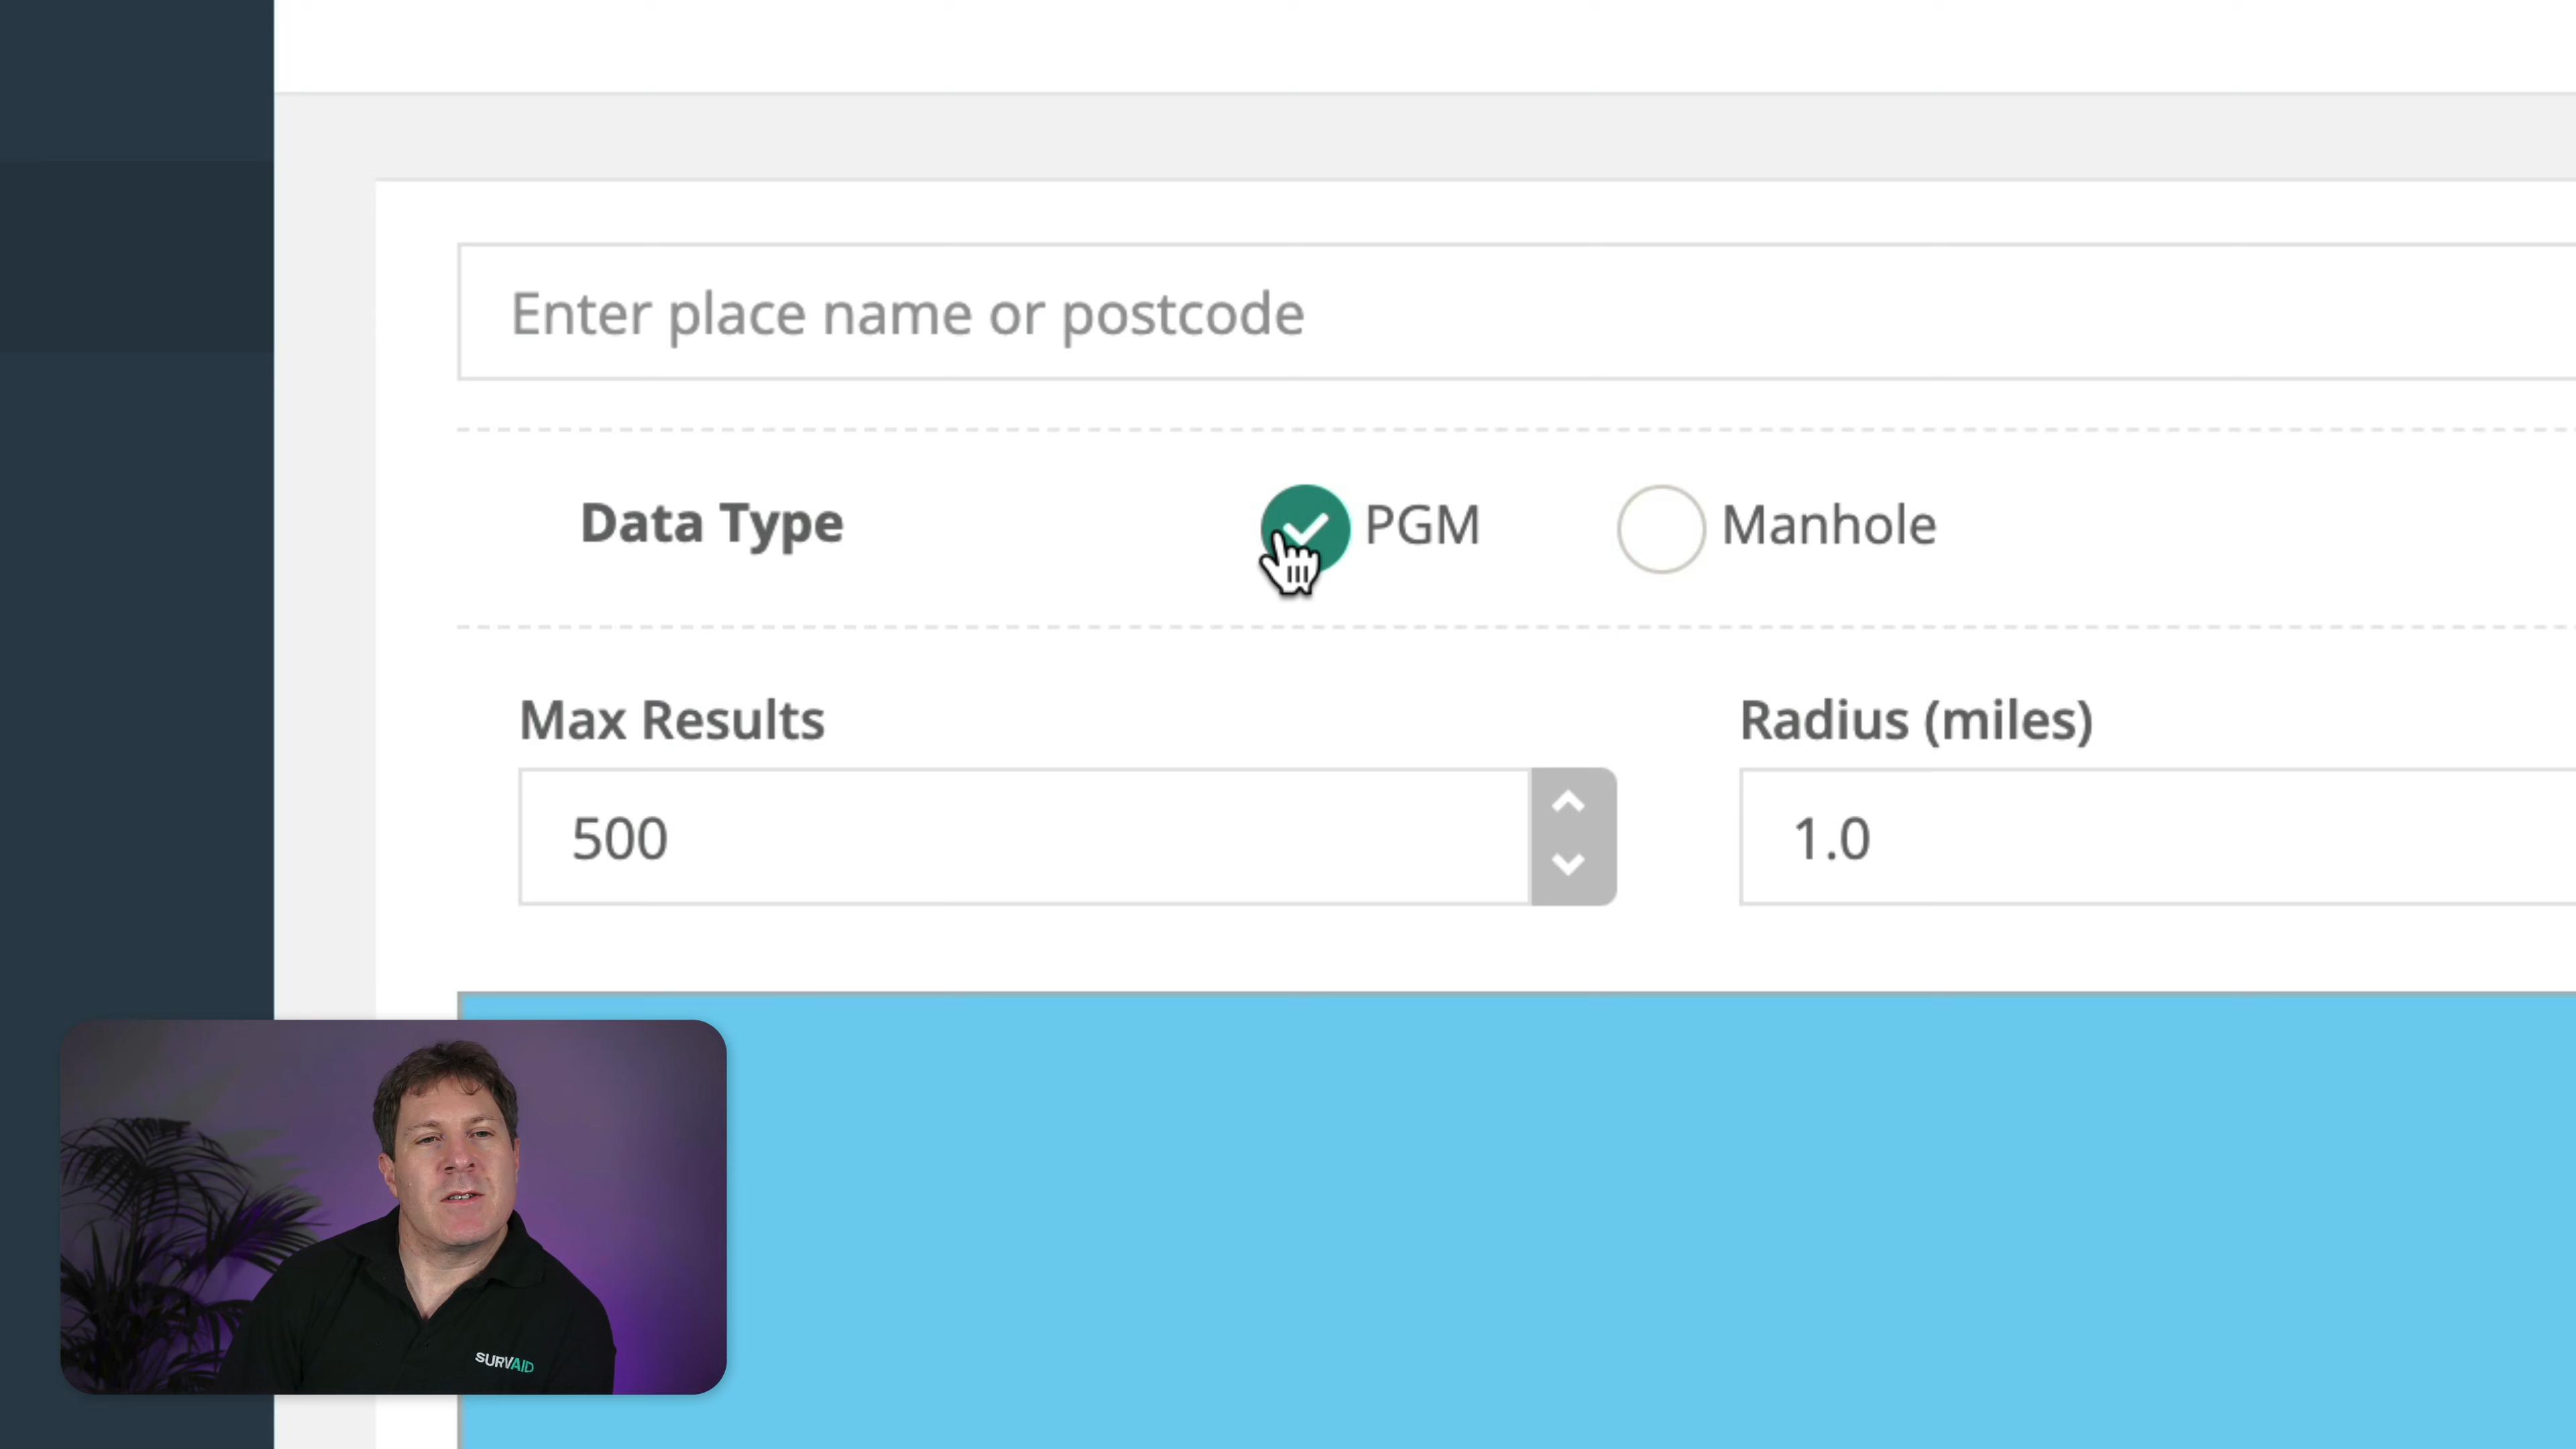 Enter place name or postcode
Data Type PGM Manhole
Max Results Radius (miles)
500 1.0
SURVAID